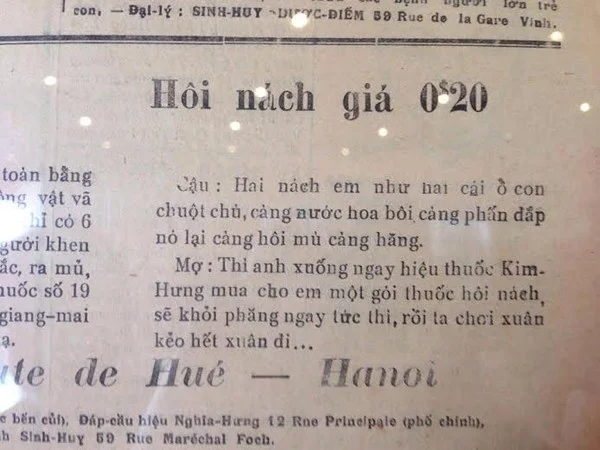 con, — Đại-lý : SINH-HUY DƯỢC-ĐIẾM 59 Rue de la Gare Vinh.
Hôi nách giá 0$20
toàn bằng
vật vã
hỉ có 6
gười khen
ắc, ra mủ,
uốc số 19
giang-mai
ạ.
Cậu : Hai nách em như hai cái ổ con
chuột chù, càng nước hoa bôi, càng phấn đắp
nó lại càng hôi mù càng hăng.
Mợ : Thì anh xuống ngay hiệu thuốc Kim-
Hưng mua cho em một gói thuốc hôi nách,
sẽ khỏi phăng ngay tức thì, rồi ta chơi xuân
kẻo hết xuân đi...
ute de Hué — Hanoi
bến củi, Đáp-cầu hiệu Nghĩa-Hưng 12 Rue Principale (phố chính),
h Sinh-Huy 59 Rue Maréchal Foch.